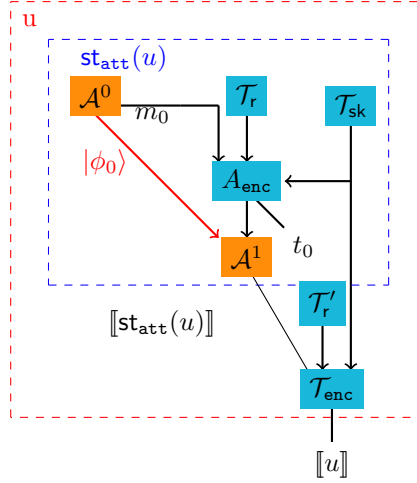 u
st_att(u)
𝒜^0
m_0
𝒯_r
𝒯_sk
|ϕ_0⟩
A_enc
t_0
𝒜^1
⟦st_att(u)⟧
𝒯_r′
𝒯_enc
⟦u⟧